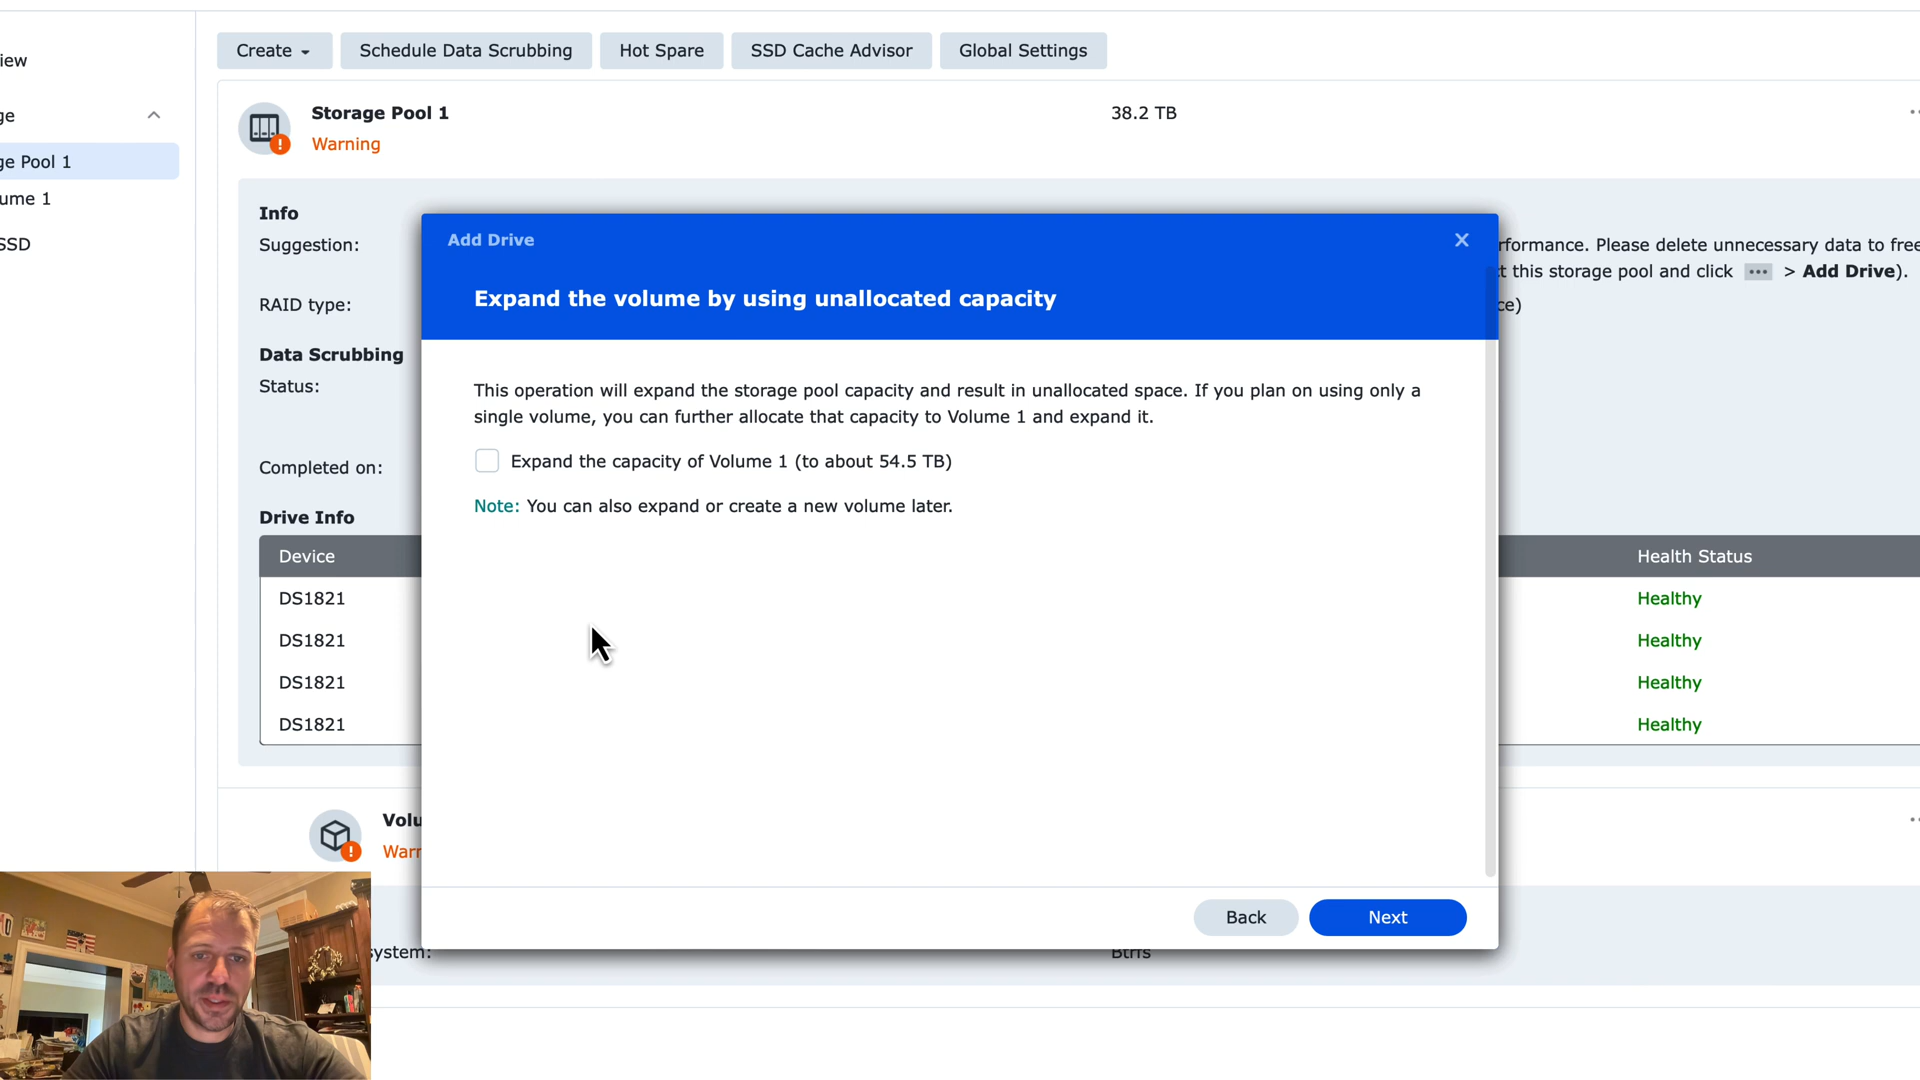 iew
Create
Schedule Data Scrubbing
Hot Spare
SSD Cache Advisor
Global Settings
ge
ge Pool 1
ume 1
SSD
Storage Pool 1
38.2 TB
Warning
Info
Suggestion:
rformance. Please delete unnecessary data to free
t this storage pool and click ••• > Add Drive).
RAID type:
ce)
Data Scrubbing
Status:
Completed on:
Drive Info
Device
Health Status
DS1821
Healthy
DS1821
Healthy
DS1821
Healthy
DS1821
Healthy
Add Drive
Expand the volume by using unallocated capacity
This operation will expand the storage pool capacity and result in unallocated space. If you plan on using only a
single volume, you can further allocate that capacity to Volume 1 and expand it.
Expand the capacity of Volume 1 (to about 54.5 TB)
Note: You can also expand or create a new volume later.
Back
Next
Volu
Warr
system:
Btrfs